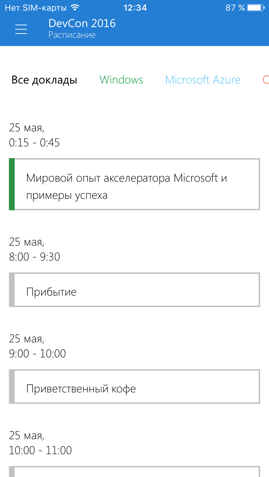 Нет SIM-карты 12:34 87 %
DevCon 2016
Расписание
Все доклады Windows Microsoft Azure
25 мая,
0:15 - 0:45
Мировой опыт акселератора Microsoft и
примеры успеха
25 мая,
8:00 - 9:30
Прибытие
25 мая,
9:00 - 10:00
Приветственный кофе
25 мая,
10:00 - 11:00